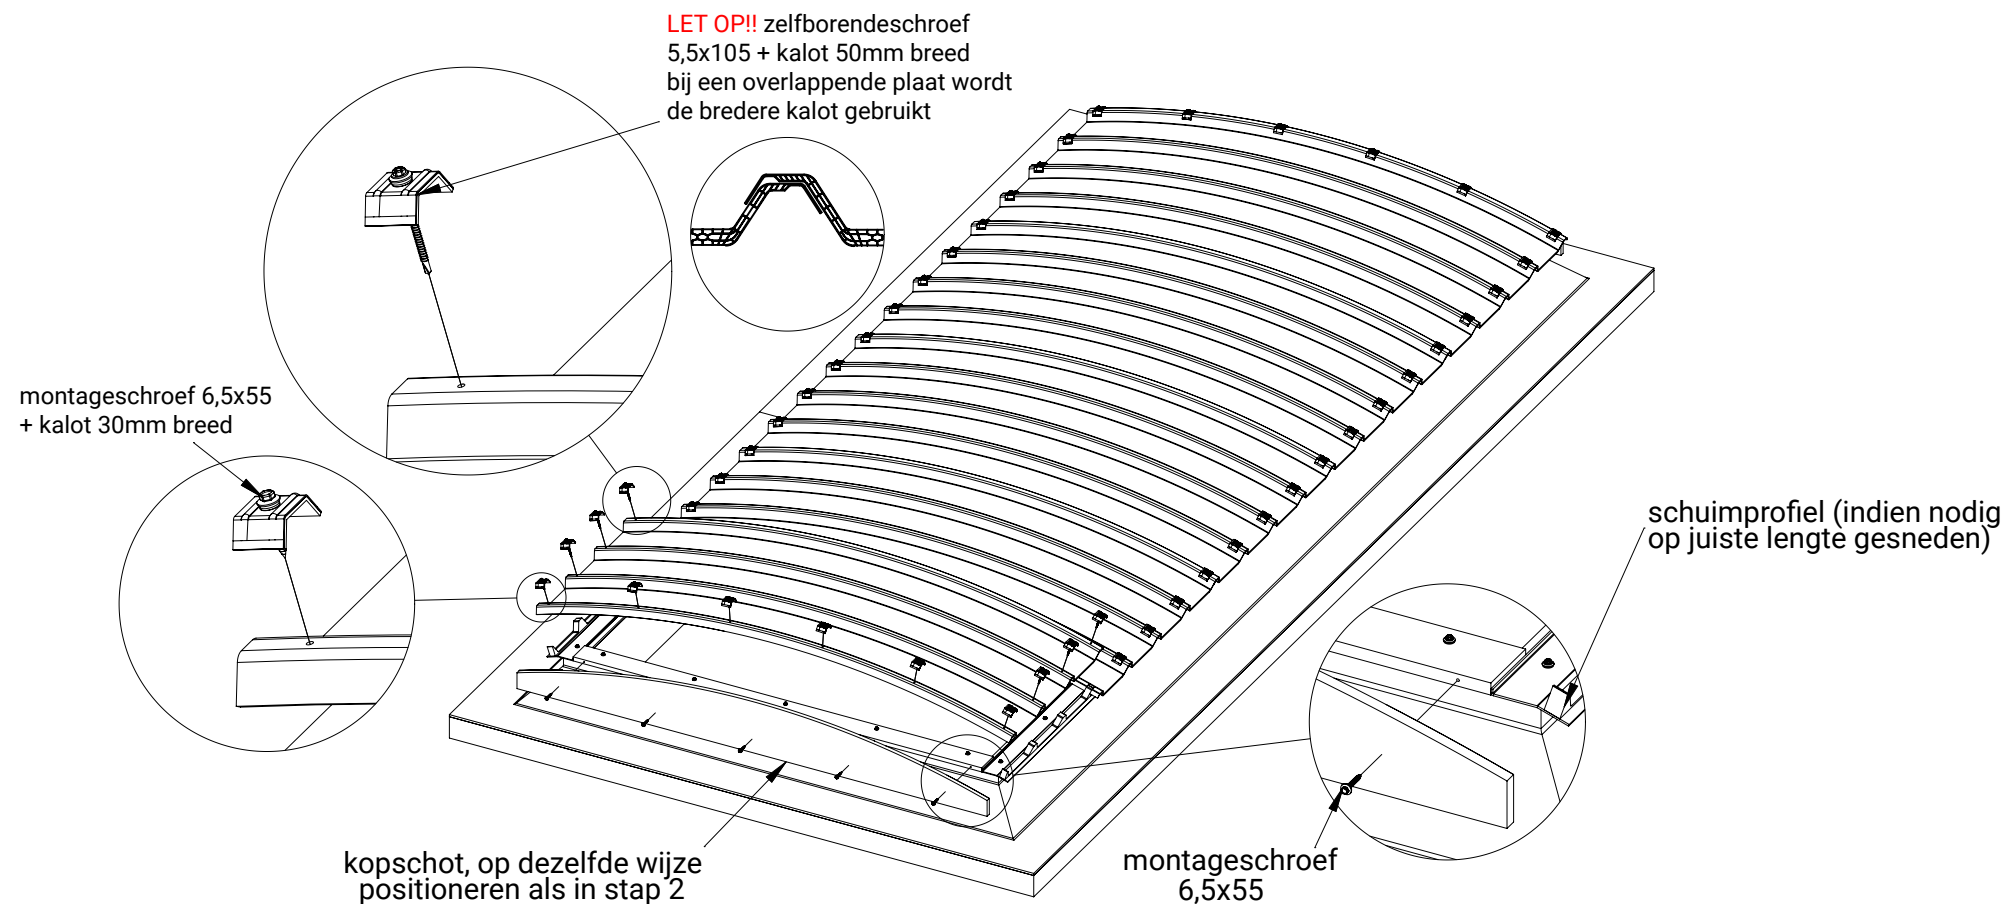 LET OP!! zelfborendeschroef
5,5x105 + kalot 50mm breed
bij een overlappende plaat wordt
de bredere kalot gebruikt
montageschroef 6,5x55
+ kalot 30mm breed
schuimprofiel (indien nodig
op juiste lengte gesneden)
kopschot, op dezelfde wijze
positioneren als in stap 2
montageschroef
6,5x55